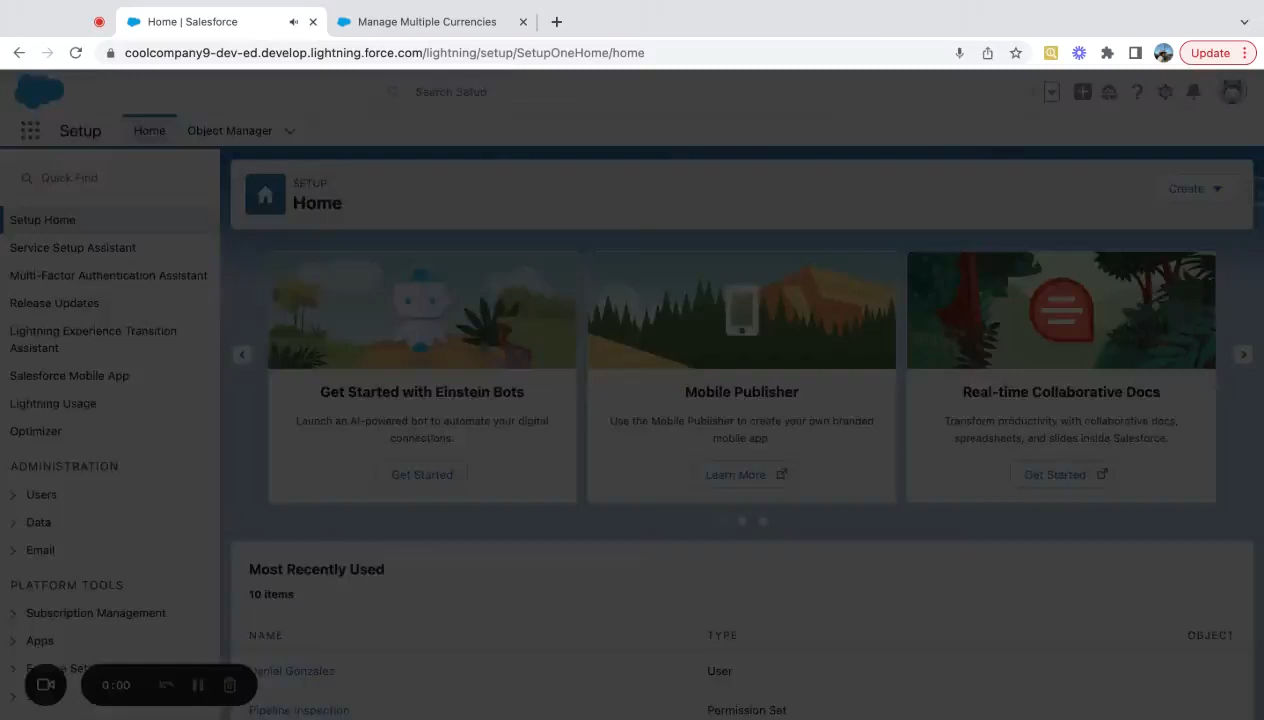 Home | Salesforce
Manage Multiple Currencies
coolcompany9-dev-ed.develop.lightning.force.com/lightning/setup/SetupOneHome/home
Update
Search Setup
Setup
Home
Object Manager
Quick Find
Setup Home
Service Setup Assistant
Multi-Factor Authentication Assistant
Release Updates
Lightning Experience Transition
Assistant
Salesforce Mobile App
Lightning Usage
Optimizer
ADMINISTRATION
Users
Data
Email
PLATFORM TOOLS
Subscription Management
Apps
0:00
SETUP
Home
Create
Get Started with Einstein Bots
Launch an AI-powered bot to automate your digital
connections.
Get Started
Mobile Publisher
Use the Mobile Publisher to create your own branded
mobile app
Learn More
Real-time Collaborative Docs
Transform productivity with collaborative docs,
spreadsheets, and slides inside Salesforce.
Get Started
Most Recently Used
10 items
NAME
TYPE
OBJECT
Gonzalez
User
Pipeline Inspection
Permission Set